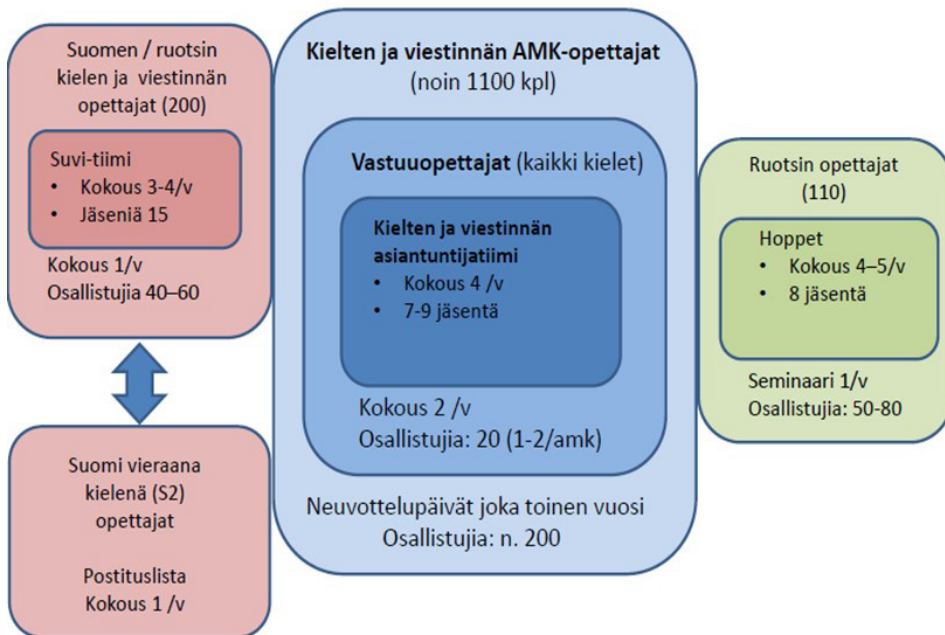 Suomen / ruotsin
kielen ja viestinnän
opettajat (200)
Suvi-tiimi
• Kokous 3-4/v
• Jäseniä 15
Kokous 1/v
Osallistujia 40–60
Suomi vieraana
kielenä (S2)
opettajat
Postituslista
Kokous 1 /v
Kielten ja viestinnän AMK-opettajat
(noin 1100 kpl)
Vastuuopettajat (kaikki kielet)
Kielten ja viestinnän
asiantuntijatiimi
• Kokous 4 /v
• 7-9 jäsentä
Kokous 2 /v
Osallistujia: 20 (1-2/amk)
Neuvottelupäivät joka toinen vuosi
Osallistujia: n. 200
Ruotsin opettajat
(110)
Hoppet
• Kokous 4–5/v
• 8 jäsentä
Seminaari 1/v
Osallistujia: 50-80